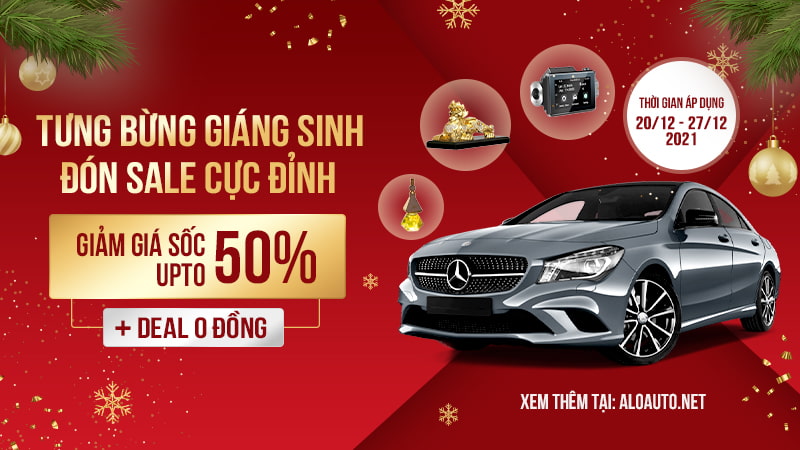 TƯNG BỪNG GIÁNG SINH
ĐÓN SALE CỰC ĐỈNH
GIẢM GIÁ SỐC
UPTO 50%
+ DEAL 0 ĐỒNG
THỜI GIAN ÁP DỤNG
20/12 - 27/12
2021
XEM THÊM TẠI: ALOAUTO.NET